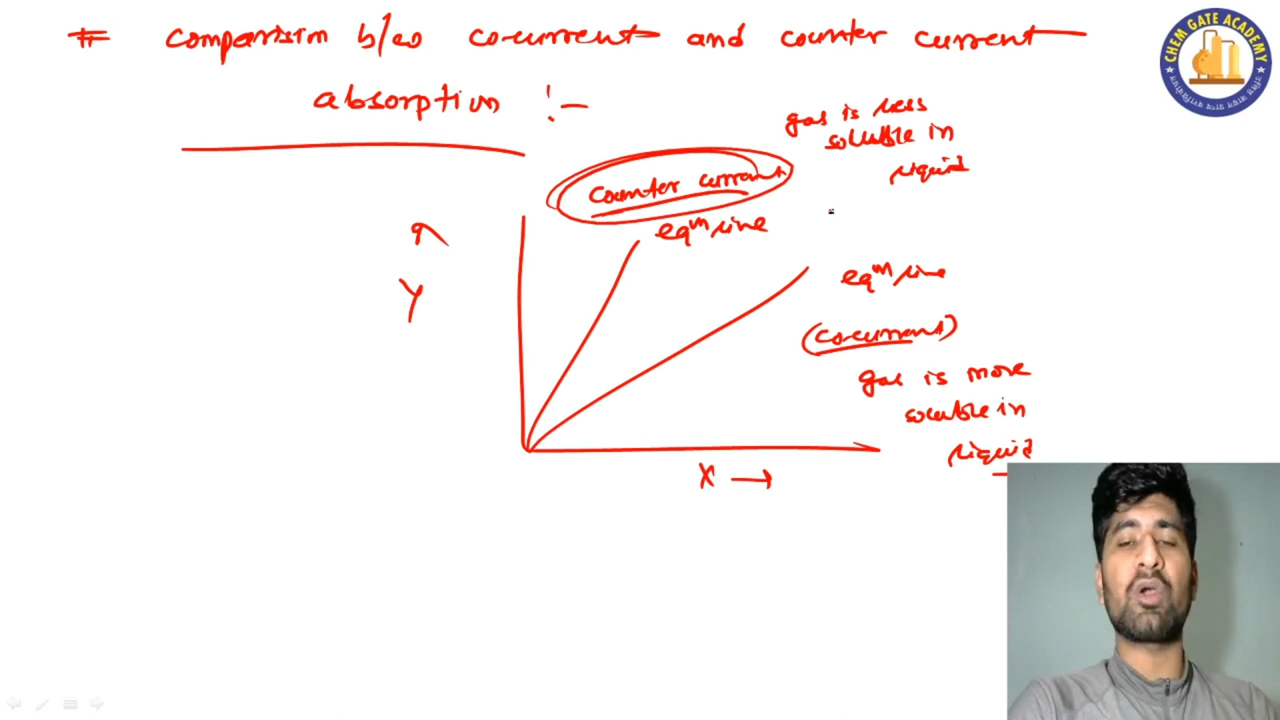 # comparisim b/w co-current and counter current
absorption :-
gas is less
soluble in
liquid
counter current
eqm line
Y
eqm line
(co-current)
gas is more
soluble in
liquid
X →
CHEM GATE ACADEMY